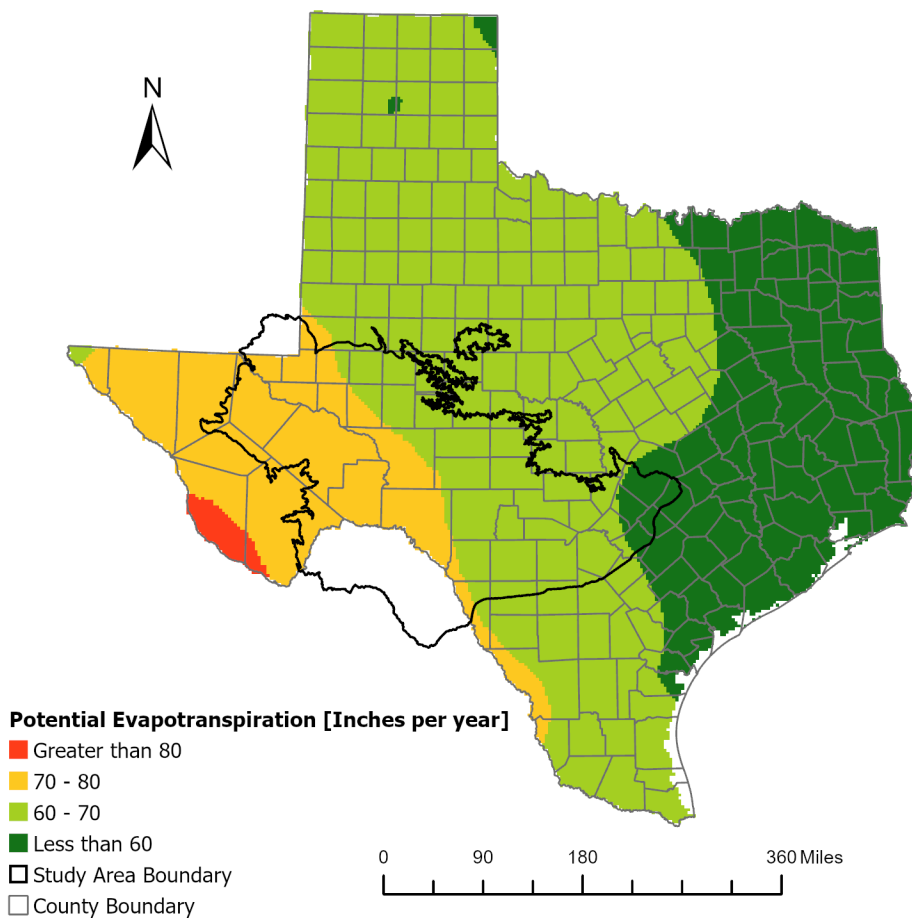 N
Potential Evapotranspiration [Inches per year]
Greater than 80
70 - 80
60 - 70
Less than 60
Study Area Boundary
County Boundary
0 90 180 360 Miles